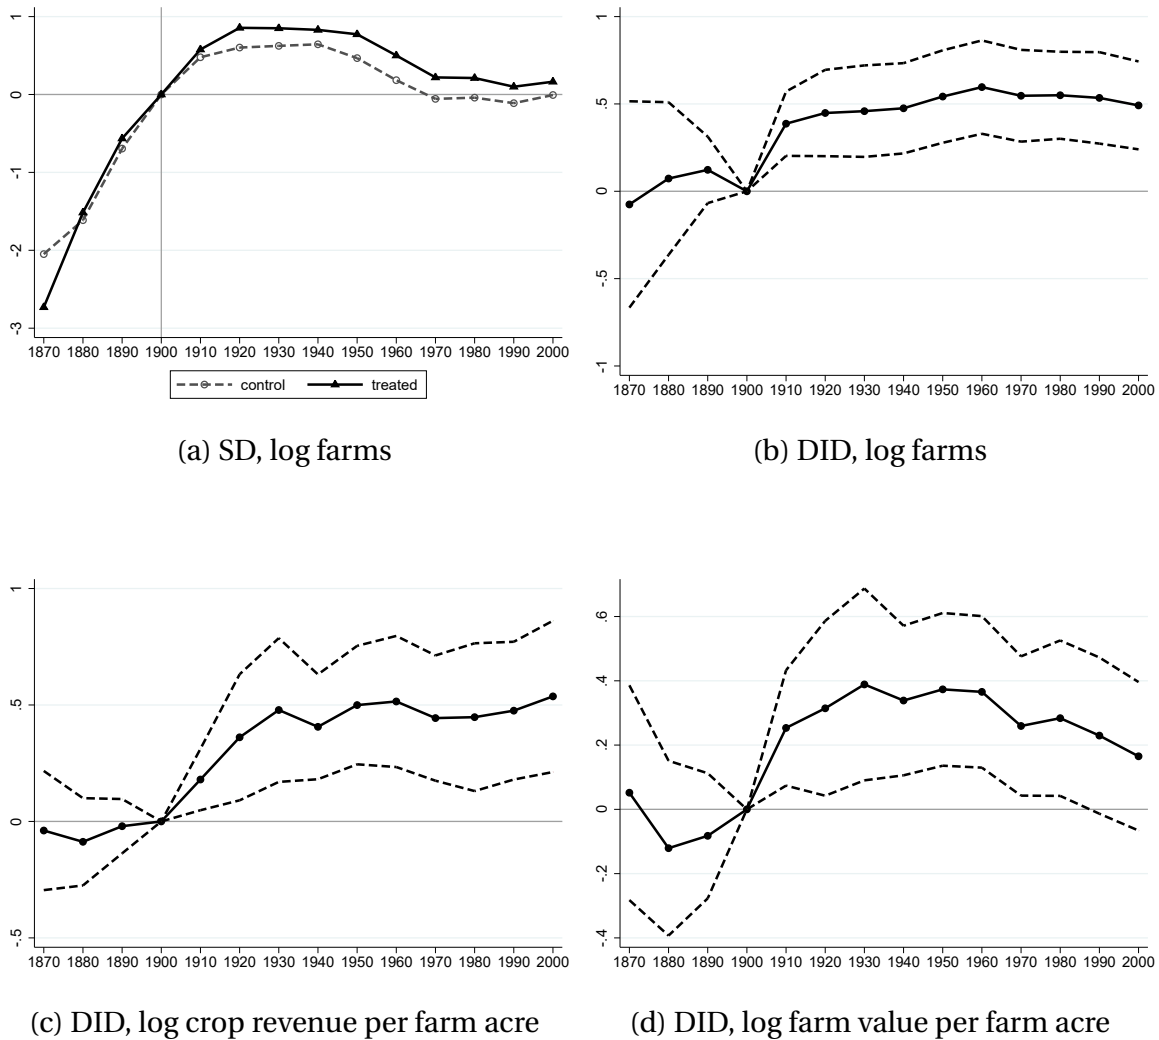 1
0
-1
-2
-3
1870 1880 1890 1900 1910 1920 1930 1940 1950 1960 1970 1980 1990 2000
control treated
(a) SD, log farms
1
.5
0
-.5
-1
1870 1880 1890 1900 1910 1920 1930 1940 1950 1960 1970 1980 1990 2000
(b) DID, log farms
1
.5
0
-.5
1870 1880 1890 1900 1910 1920 1930 1940 1950 1960 1970 1980 1990 2000
(c) DID, log crop revenue per farm acre
.6
.4
.2
0
-.2
-.4
1870 1880 1890 1900 1910 1920 1930 1940 1950 1960 1970 1980 1990 2000
(d) DID, log farm value per farm acre